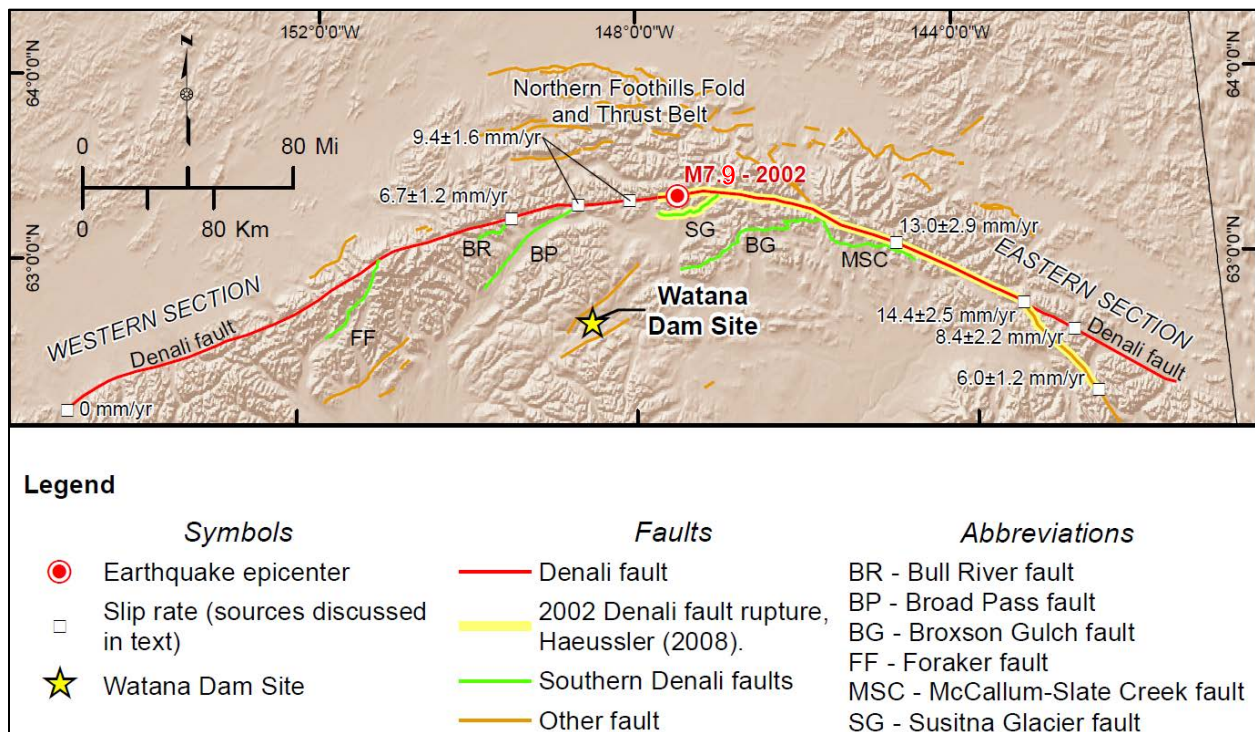 152°0'0"W
148°0'0"W
144°0'0"W
64°0'0"N
64°0'0"N
N
Northern Foothills Fold
and Thrust Belt
0
80 Mi
0
80 Km
9.4±1.6 mm/yr
M7.9 - 2002
6.7±1.2 mm/yr
SG
13.0±2.9 mm/yr
BR
BP
BG
MSC
63°0'0"N
63°0'0"N
EASTERN SECTION
Watana
Dam Site
WESTERN SECTION
Denali fault
FF
14.4±2.5 mm/yr
8.4±2.2 mm/yr
Denali fault
6.0±1.2 mm/yr
0 mm/yr
Legend
Symbols
Earthquake epicenter
Slip rate (sources discussed
in text)
Watana Dam Site
Faults
Denali fault
2002 Denali fault rupture,
Haeussler (2008).
Southern Denali faults
Other fault
Abbreviations
BR - Bull River fault
BP - Broad Pass fault
BG - Broxson Gulch fault
FF - Foraker fault
MSC - McCallum-Slate Creek fault
SG - Susitna Glacier fault